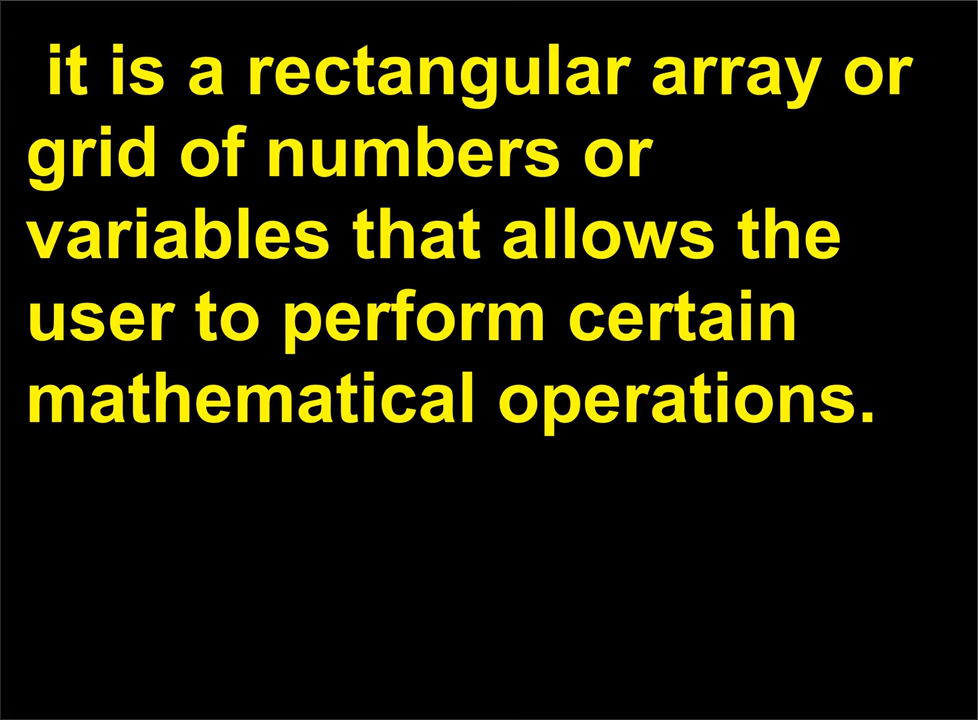 it is a rectangular array or
grid of numbers or
variables that allows the
user to perform certain
mathematical operations.